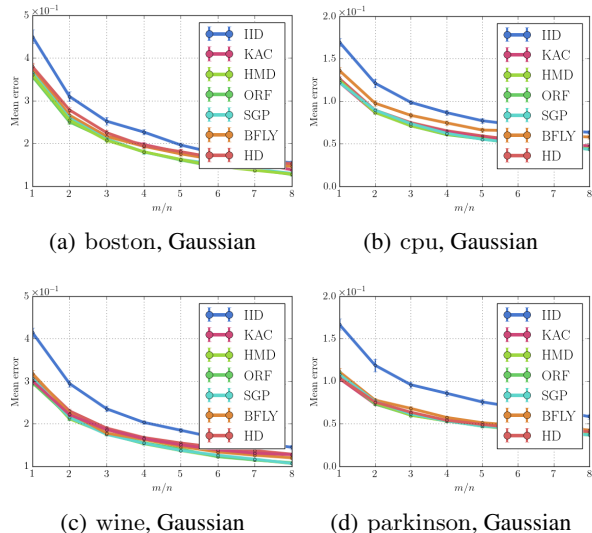 ×10⁻¹
5
4
3
2
1
Mean error
1 2 3 4 5 6 7 8
m/n
IID
KAC
HMD
ORF
SGP
BFLY
HD
(a) boston, Gaussian
×10⁻¹
2.0
1.5
1.0
0.5
0.0
Mean error
1 2 3 4 5 6 7 8
m/n
IID
KAC
HMD
ORF
SGP
BFLY
HD
(b) cpu, Gaussian
×10⁻¹
5
4
3
2
1
Mean error
1 2 3 4 5 6 7 8
m/n
IID
KAC
HMD
ORF
SGP
BFLY
HD
(c) wine, Gaussian
×10⁻¹
2.0
1.5
1.0
0.5
0.0
Mean error
1 2 3 4 5 6 7 8
m/n
IID
KAC
HMD
ORF
SGP
BFLY
HD
(d) parkinson, Gaussian